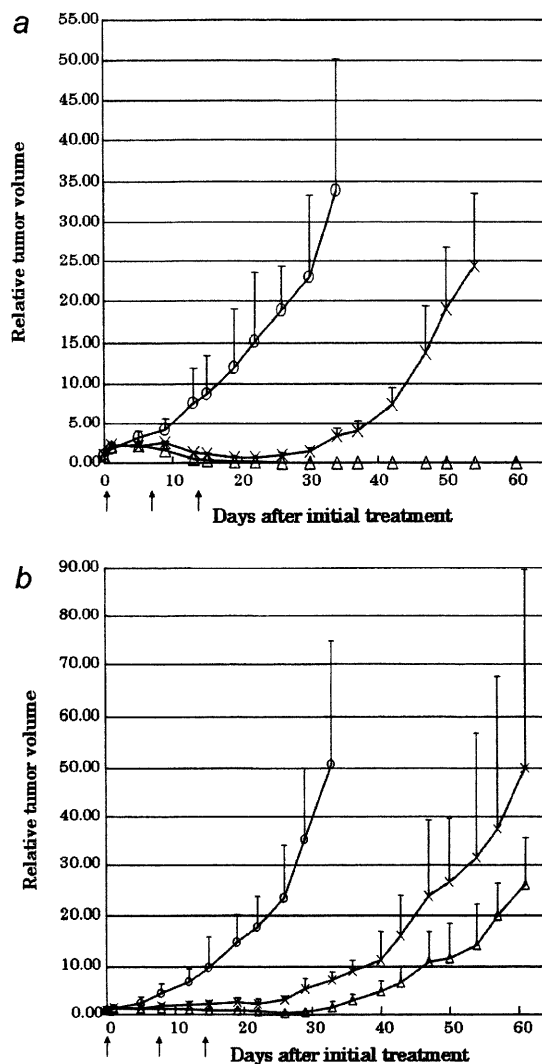 a
55.00
50.00
45.00
40.00
35.00
30.00
25.00
20.00
15.00
10.00
5.00
0.00
Relative tumor volume
0 10 20 30 40 50 60
Days after initial treatment
b
90.00
80.00
70.00
60.00
50.00
40.00
30.00
20.00
10.00
0.00
Relative tumor volume
0 10 20 30 40 50 60
Days after initial treatment